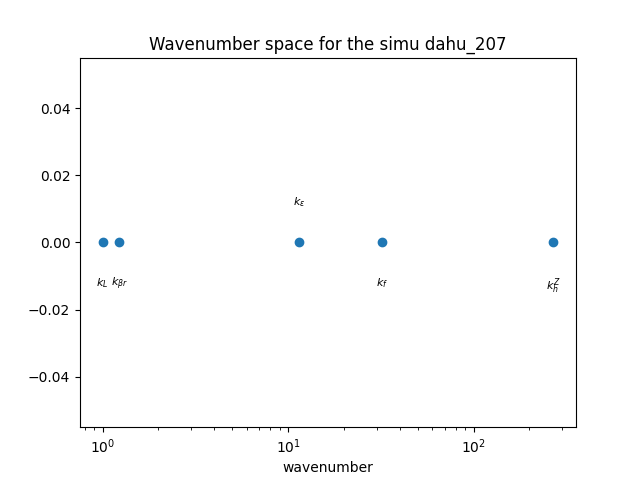 Wavenumber space for the simu dahu_207
0.04
0.02
k_ε
0.00
k_L k_βr k_f k_h^Z
−0.02
−0.04
10^0 10^1 10^2
wavenumber